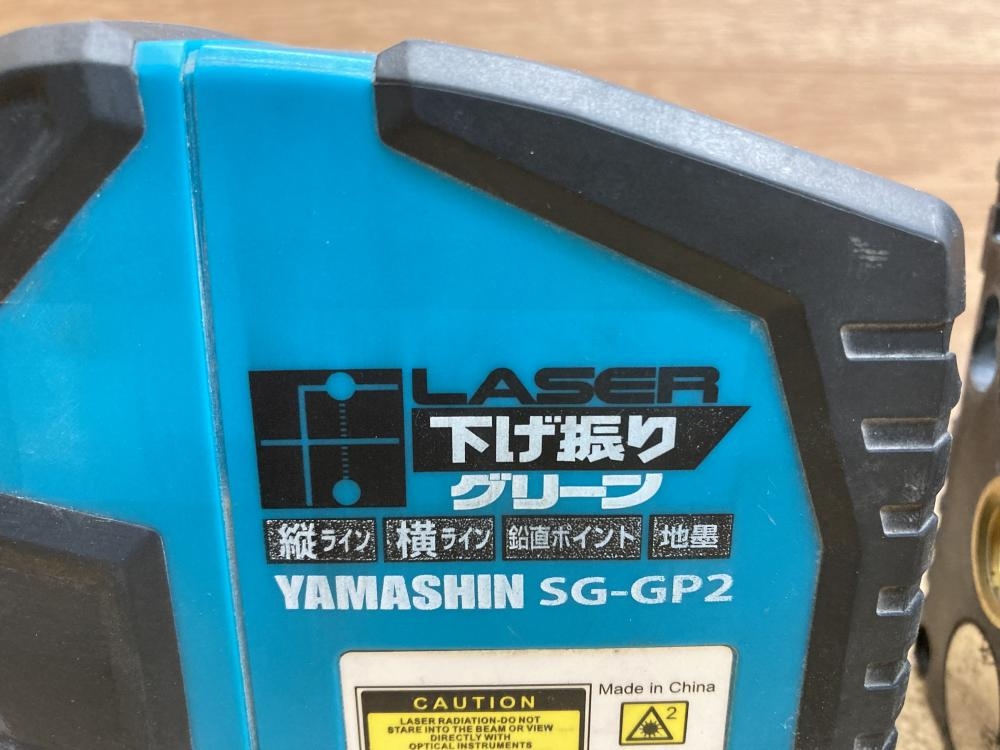 LASER
下げ振り
グリーン
縦ライン 横ライン 鉛直ポイント 地墨
YAMASHIN SG-GP2
CAUTION
LASER RADIATION-DO NOT
STARE INTO THE BEAM OR VIEW
DIRECTLY WITH
OPTICAL INSTRUMENTS
Made in China
2